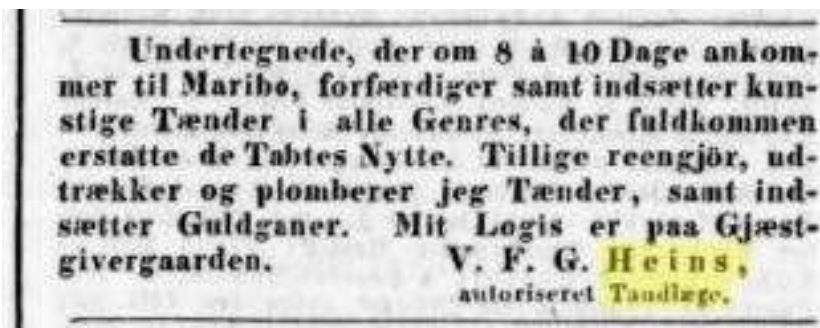 Undertegnede, der om 8 à 10 Dage ankom-
mer til Maribo, forfærdiger samt indsætter kun-
stige Tænder i alle Genres, der fuldkommen
erstatte de Tabtes Nytte. Tillige reengjör, ud-
trækker og plomberer jeg Tænder, samt ind-
sætter Guldganer. Mit Logis er paa Gjæst-
givergaarden. V. F. G. Heins,
autoriseret Tandlæge.